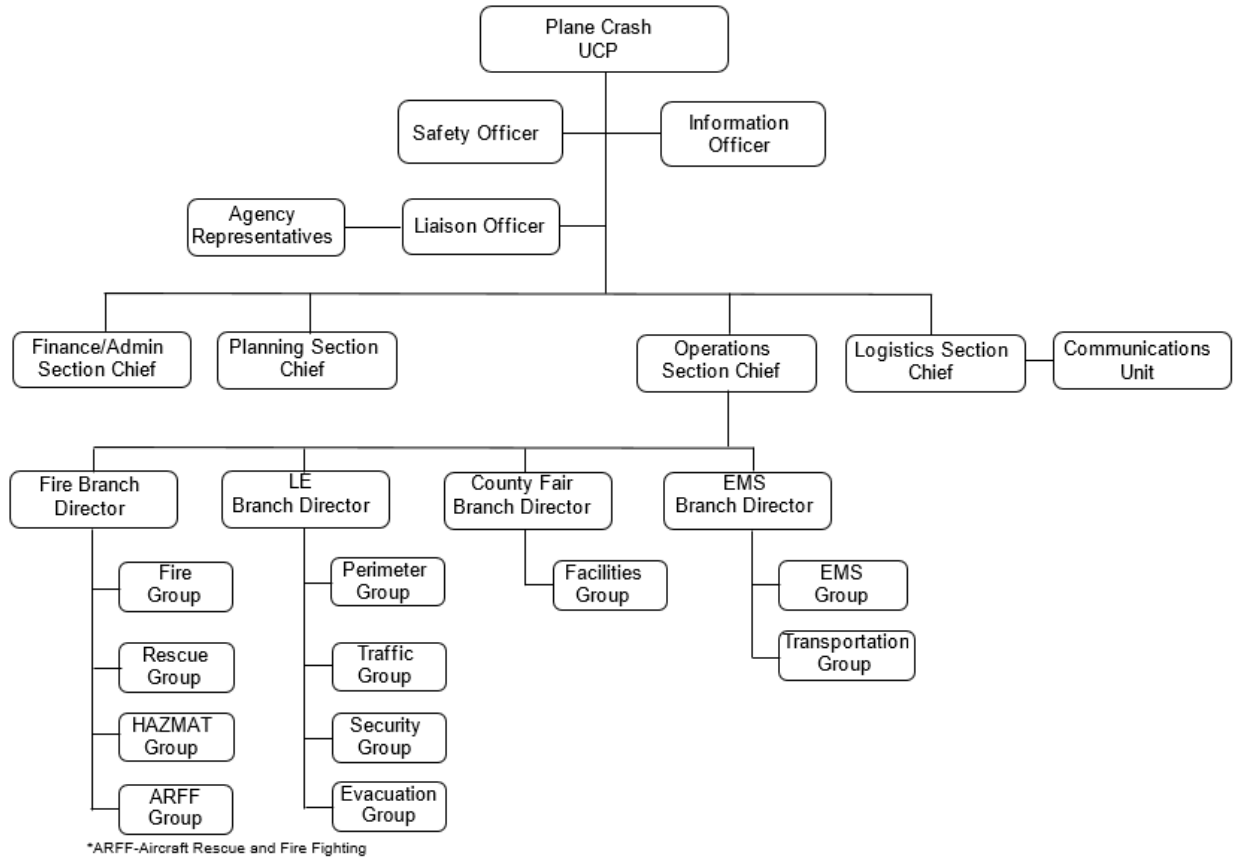 Plane Crash
UCP
Safety Officer
Information
Officer
Agency
Representatives
Liaison Officer
Finance/Admin
Section Chief
Planning Section
Chief
Operations
Section Chief
Logistics Section
Chief
Communications
Unit
Fire Branch
Director
LE
Branch Director
County Fair
Branch Director
EMS
Branch Director
Fire
Group
Rescue
Group
HAZMAT
Group
ARFF
Group
Perimeter
Group
Traffic
Group
Security
Group
Evacuation
Group
Facilities
Group
EMS
Group
Transportation
Group
*ARFF-Aircraft Rescue and Fire Fighting